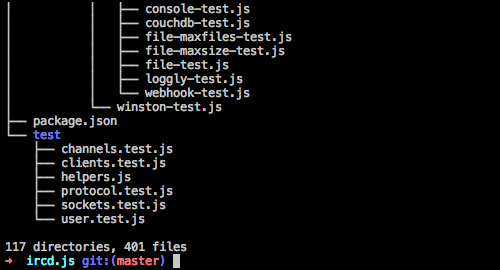 │           │       ├── console-test.js
│           │       ├── couchdb-test.js
│           │       ├── file-maxfiles-test.js
│           │       ├── file-maxsize-test.js
│           │       ├── file-test.js
│           │       ├── loggly-test.js
│           │       └── webhook-test.js
│           └── winston-test.js
├── package.json
└── test
    ├── channels.test.js
    ├── clients.test.js
    ├── helpers.js
    ├── protocol.test.js
    ├── sockets.test.js
    └── user.test.js

117 directories, 401 files
➜  ircd.js git:(master)